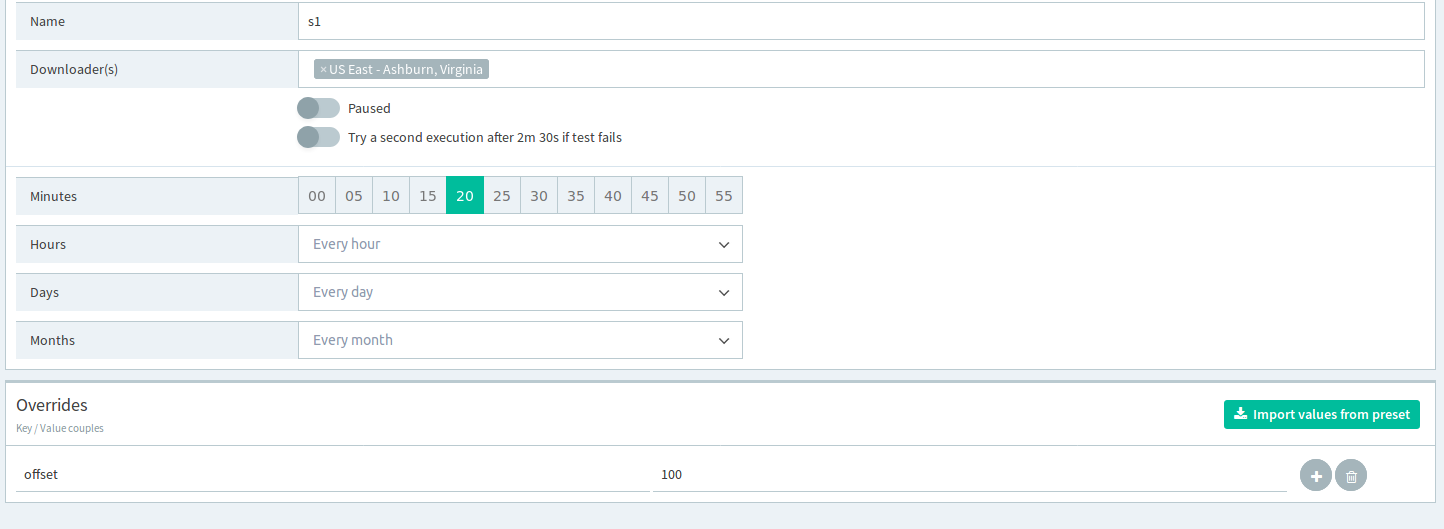 Name s1
Downloader(s) ×US East - Ashburn, Virginia
Paused
Try a second execution after 2m 30s if test fails
Minutes 00 05 10 15 20 25 30 35 40 45 50 55
Hours Every hour
Days Every day
Months Every month
Overrides
Import values from preset
Key / Value couples
offset 100